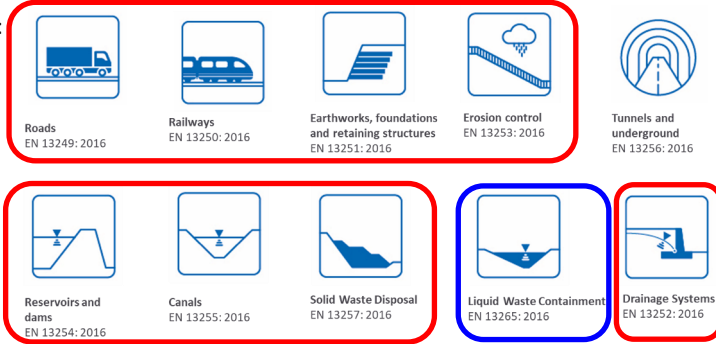 Roads
EN 13249: 2016
Railways
EN 13250: 2016
Earthworks, foundations
and retaining structures
EN 13251: 2016
Erosion control
EN 13253: 2016
Tunnels and
underground
EN 13256: 2016
Reservoirs and
dams
EN 13254: 2016
Canals
EN 13255: 2016
Solid Waste Disposal
EN 13257: 2016
Liquid Waste Containment
EN 13265: 2016
Drainage Systems
EN 13252: 2016